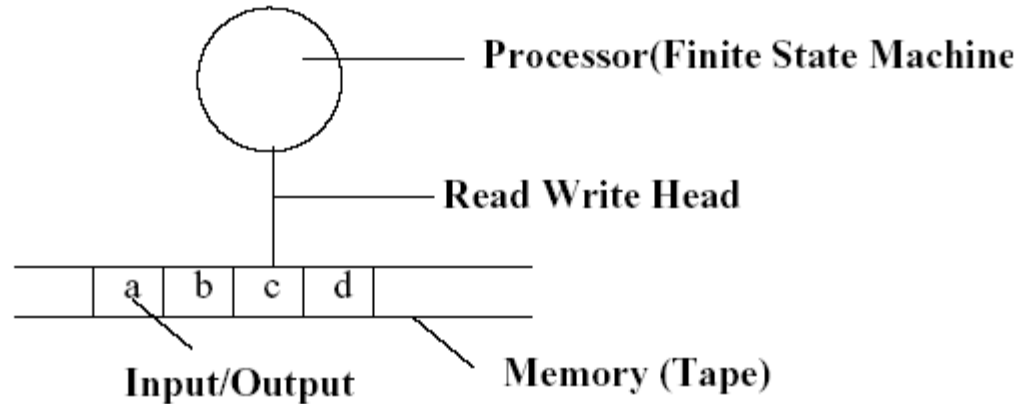 Processor(Finite State Machine
Read Write Head
a b c d
Input/Output
Memory (Tape)